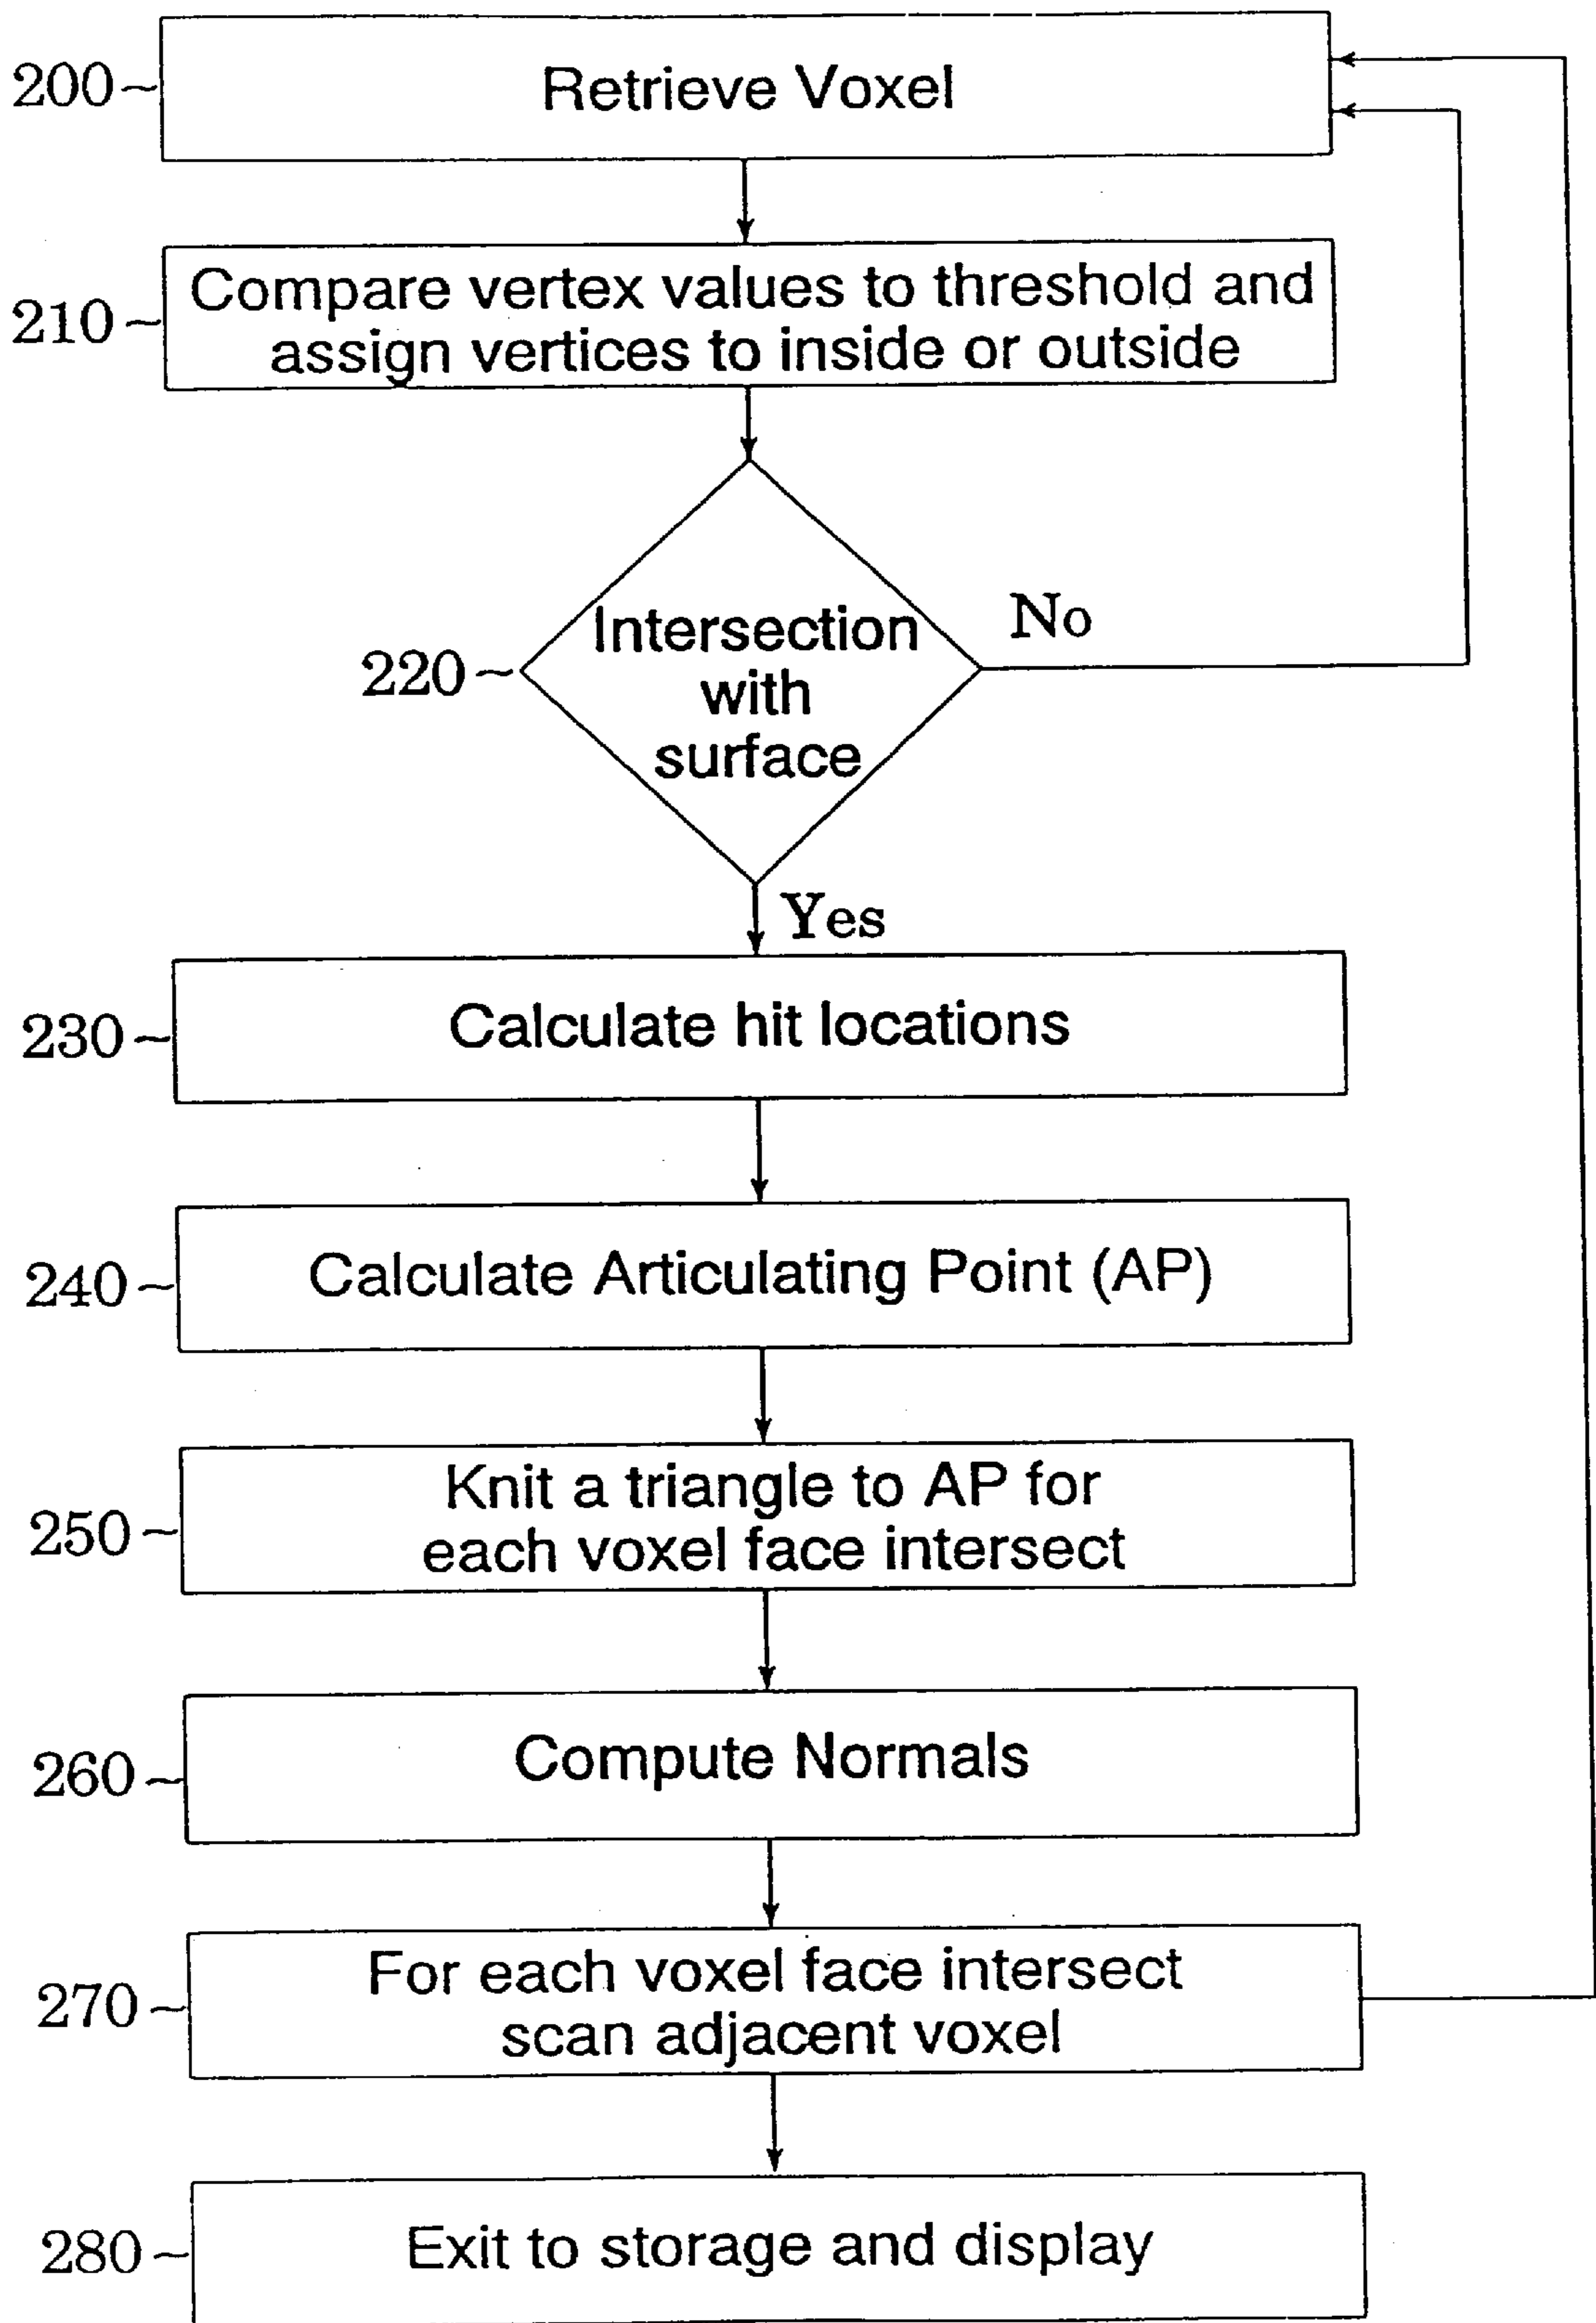 200
Retrieve Voxel
210
Compare vertex values to threshold and
assign vertices to inside or outside
220
Intersection
with
surface
No
Yes
230
Calculate hit locations
240
Calculate Articulating Point (AP)
250
Knit a triangle to AP for
each voxel face intersect
260
Compute Normals
270
For each voxel face intersect
scan adjacent voxel
280
Exit to storage and display